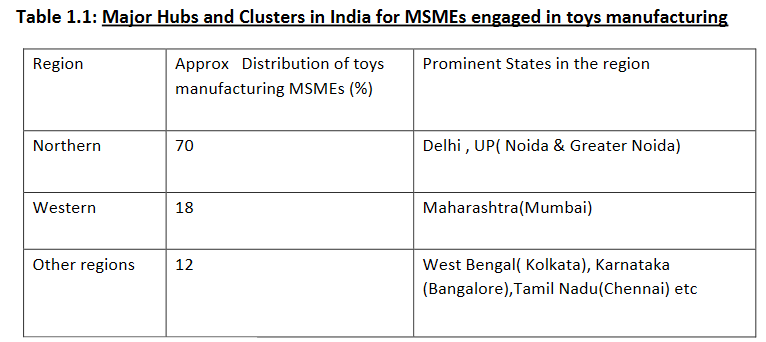 Table 1.1: Major Hubs and Clusters in India for MSMEs engaged in toys manufacturing
Region
Approx Distribution of toys
manufacturing MSMEs (%)
Prominent States in the region
Northern
70
Delhi , UP( Noida & Greater Noida)
Western
18
Maharashtra(Mumbai)
Other regions
12
West Bengal( Kolkata), Karnataka
(Bangalore),Tamil Nadu(Chennai) etc